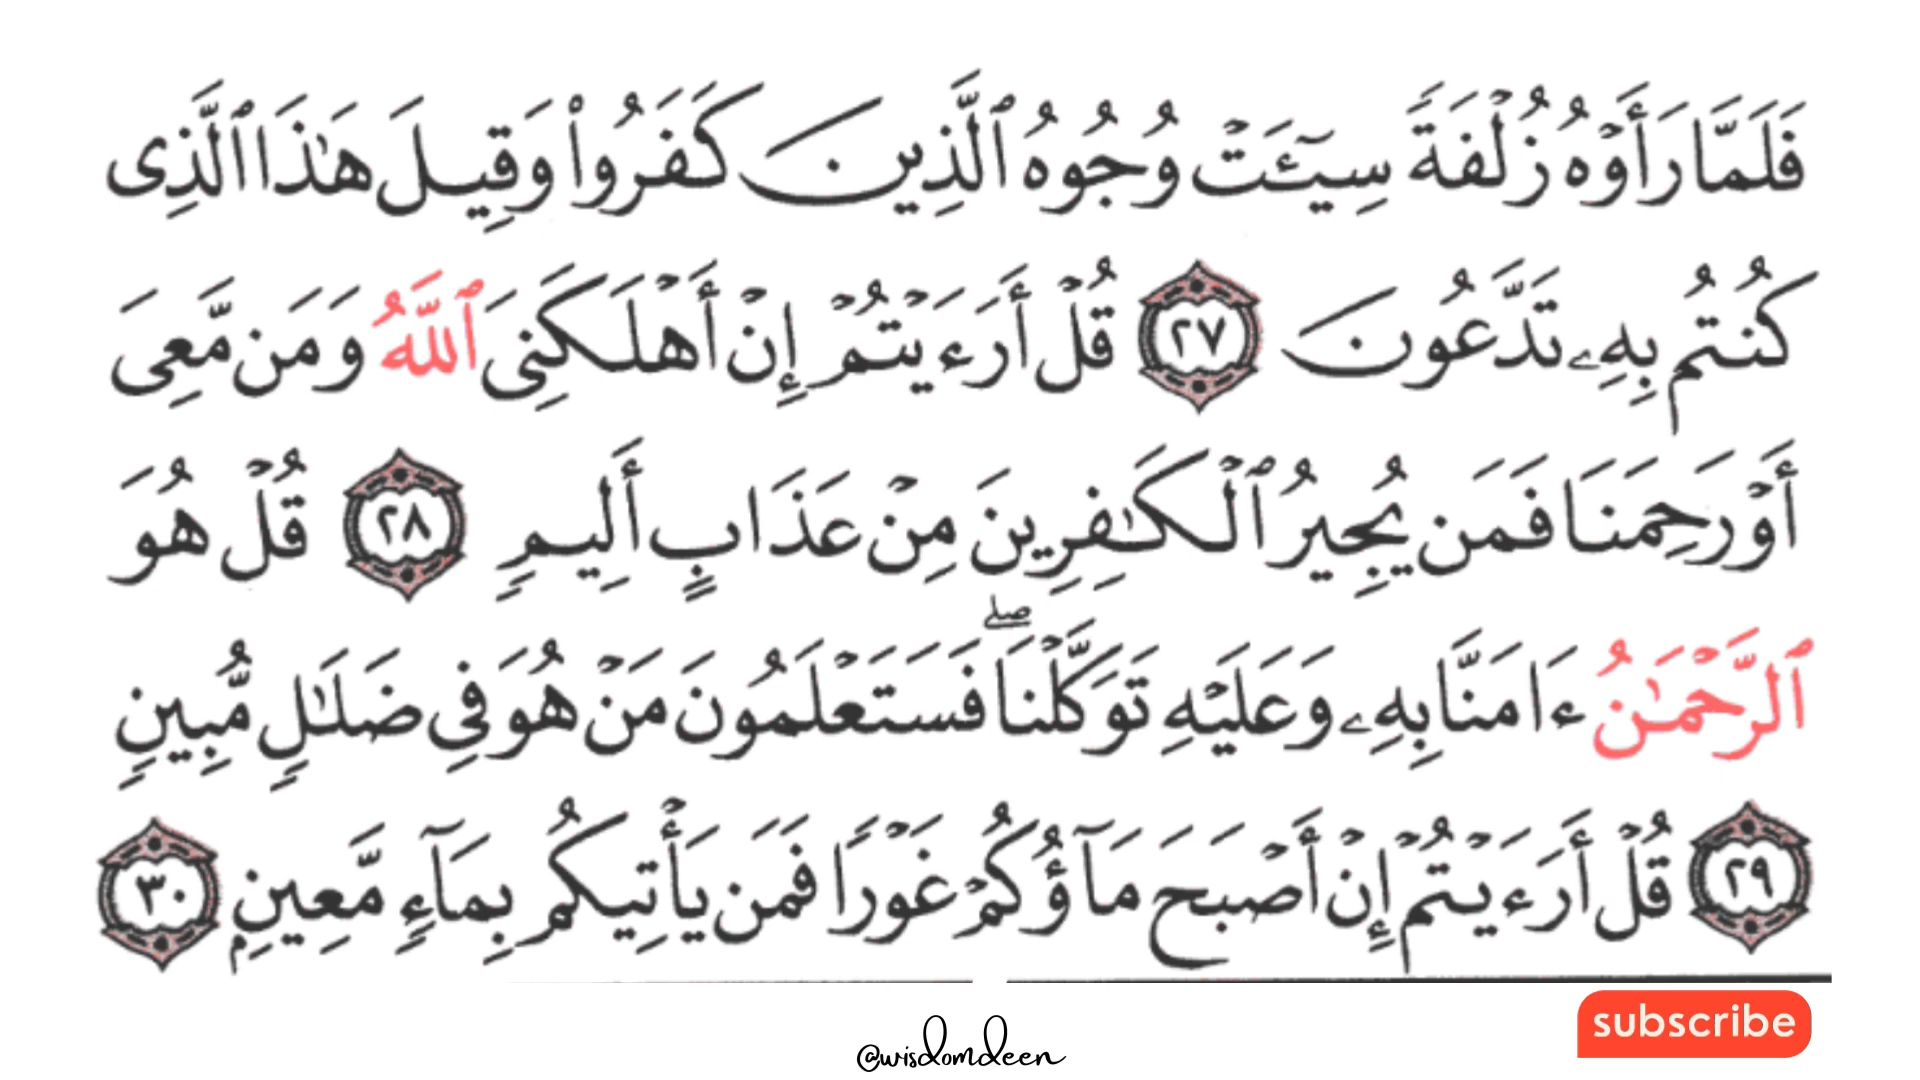 فَلَمَّا رَأَوْهُ زُلْفَةً سِيٓـَٔتْ وُجُوهُ ٱلَّذِينَ كَفَرُوا۟ وَقِيلَ هَـٰذَا ٱلَّذِى
كُنتُم بِهِۦ تَدَّعُونَ ٢٧ قُلْ أَرَءَيْتُمْ إِنْ أَهْلَكَنِىَ ٱللَّهُ وَمَن مَّعِىَ
أَوْ رَحِمَنَا فَمَن يُجِيرُ ٱلْكَـٰفِرِينَ مِنْ عَذَابٍ أَلِيمٍ ٢٨ قُلْ هُوَ
ٱلرَّحْمَـٰنُ ءَامَنَّا بِهِۦ وَعَلَيْهِ تَوَكَّلْنَا ۖ فَسَتَعْلَمُونَ مَنْ هُوَ فِى ضَلَـٰلٍ مُّبِينٍ
٢٩ قُلْ أَرَءَيْتُمْ إِنْ أَصْبَحَ مَآؤُكُمْ غَوْرًا فَمَن يَأْتِيكُم بِمَآءٍ مَّعِينٍۭ ٣٠
subscribe
@wisdomdeen